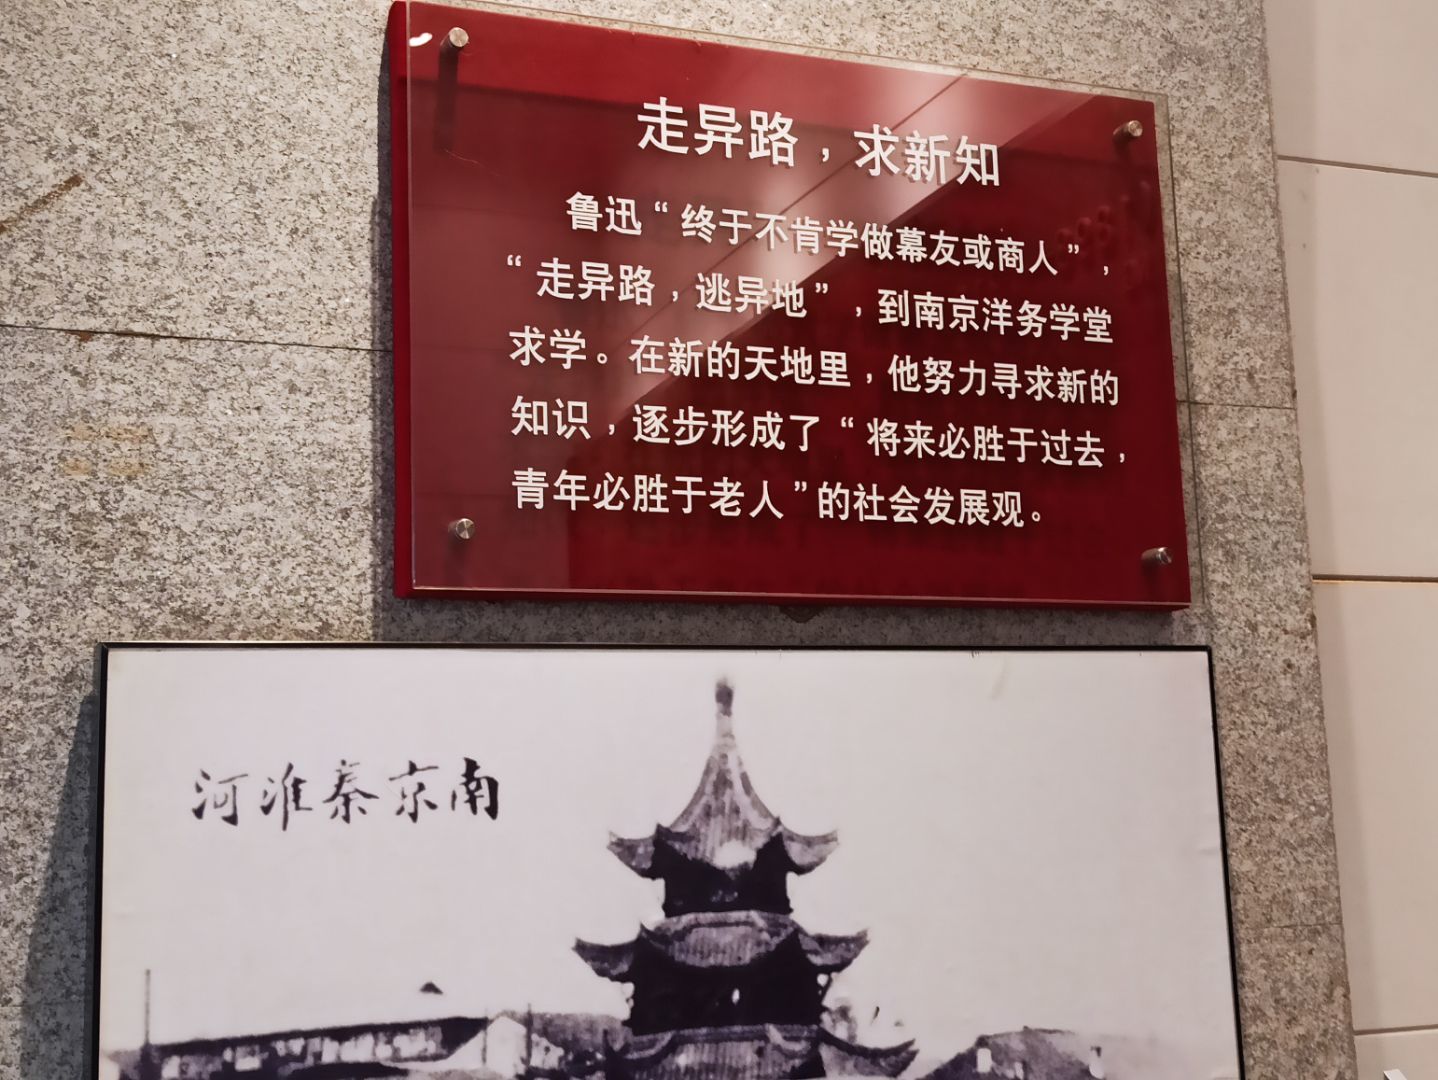 走异路，求新知
鲁迅“终于不肯学做幕友或商人”，
“走异路，逃异地”，到南京洋务学堂
求学。在新的天地里，他努力寻求新的
知识，逐步形成了“将来必胜于过去，
青年必胜于老人”的社会发展观。
河淮秦京南